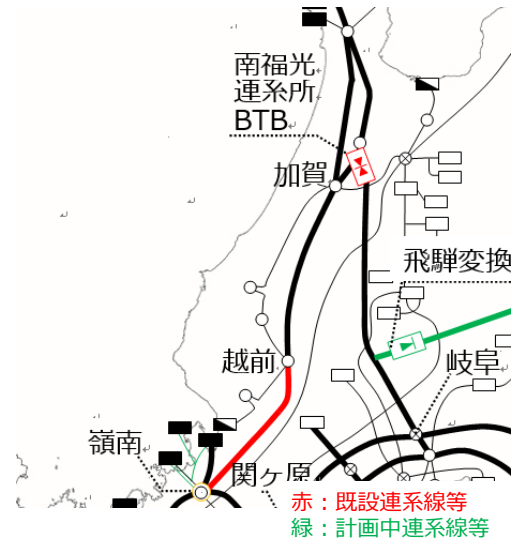 南福光
連系所
BTB
加賀
飛騨変換
越前
岐阜
嶺南
関ヶ原
赤：既設連系線等
緑：計画中連系線等